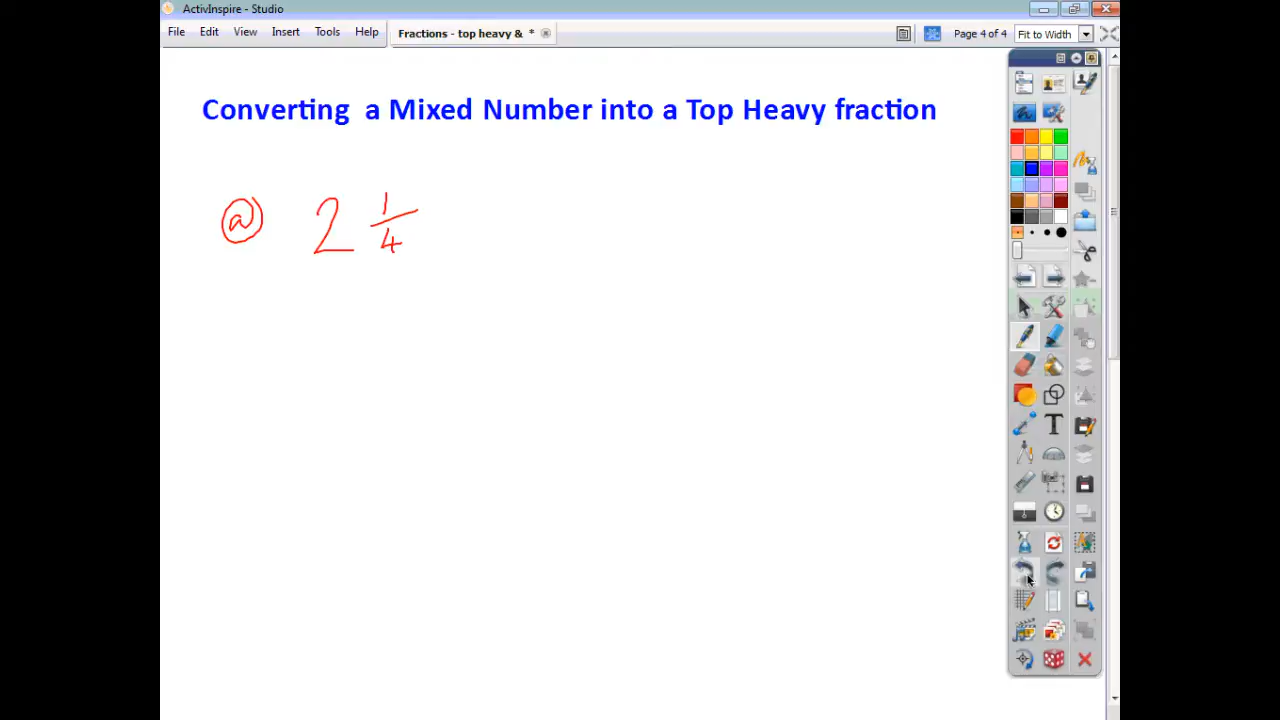 ActivInspire - Studio
File Edit View Insert Tools Help
Fractions - top heavy & *
Page 4 of 4
Fit to Width
Converting a Mixed Number into a Top Heavy fraction
ⓐ 2 1/4